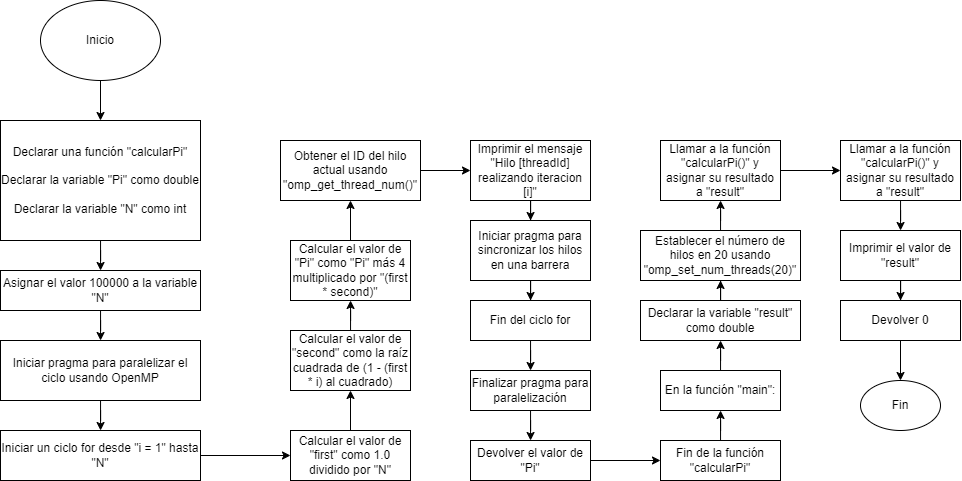 Inicio
Declarar una función "calcularPi"
Declarar la variable "Pi" como double
Declarar la variable "N" como int
Asignar el valor 100000 a la variable
"N"
Iniciar pragma para paralelizar el
ciclo usando OpenMP
Iniciar un ciclo for desde "i = 1" hasta
"N"
Calcular el valor de
"first" como 1.0
dividido por "N"
Calcular el valor de
"second" como la raíz
cuadrada de (1 - (first
* i) al cuadrado)
Calcular el valor de
"Pi" como "Pi" más 4
multiplicado por "(first
* second)"
Obtener el ID del hilo
actual usando
"omp_get_thread_num()"
Imprimir el mensaje
"Hilo [threadId]
realizando iteracion
[i]"
Iniciar pragma para
sincronizar los hilos
en una barrera
Fin del ciclo for
Finalizar pragma para
paralelización
Devolver el valor de
"Pi"
Fin de la función
"calcularPi"
En la función "main":
Declarar la variable "result"
como double
Establecer el número de
hilos en 20 usando
"omp_set_num_threads(20)"
Llamar a la función
"calcularPi()" y
asignar su resultado
a "result"
Llamar a la función
"calcularPi()" y
asignar su resultado
a "result"
Imprimir el valor de
"result"
Devolver 0
Fin